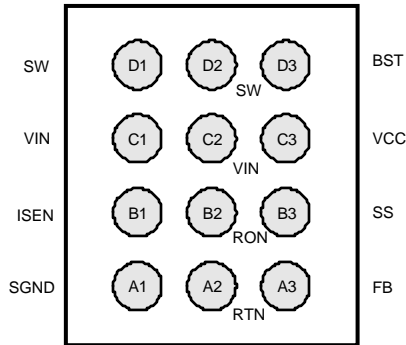 SW D1 D2 D3 BST
SW
VIN C1 C2 C3 VCC
VIN
ISEN B1 B2 B3 SS
RON
SGND A1 A2 A3 FB
RTN